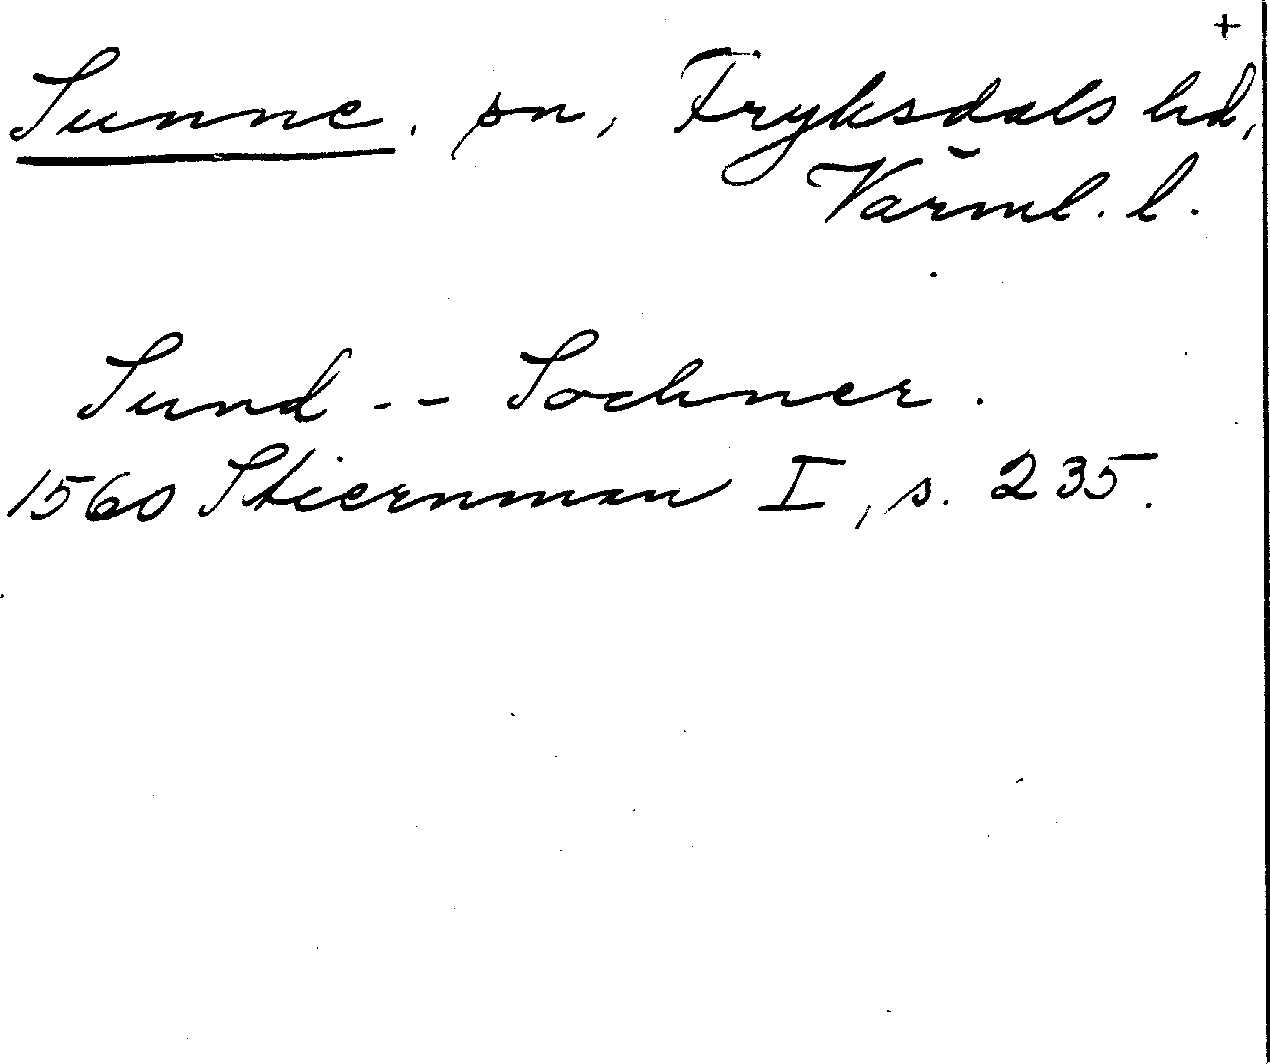 +
Sunne, sn, Fryksdals hd,
Värml. l.
Sund -- Sochner.
1560 Stiernman I, s. 235.